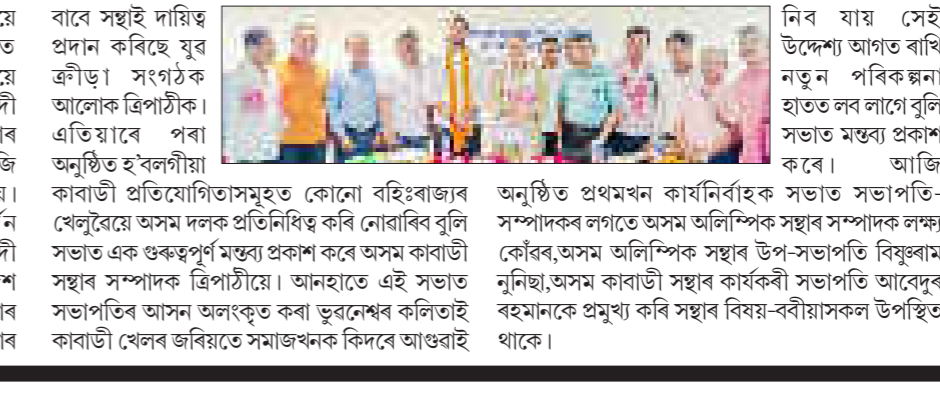 বাবে সন্থাই দায়িত্ব
প্ৰদান কৰিছে যুৱ
ক্ৰীড়া সংগঠক
আলোক ত্ৰিপাঠীক।
এতিয়াৰে পৰা
অনুষ্ঠিত হ'বলগীয়া
কাবাডী প্ৰতিযোগিতাসমূহত কোনো বহিঃৰাজ্যৰ
খেলুৱৈয়ে অসম দলক প্ৰতিনিধিত্ব কৰি নোৱাৰিব বুলি
সভাত এক গুৰুত্বপূৰ্ণ মন্তব্য প্ৰকাশ কৰে অসম কাবাডী
সন্থাৰ সম্পাদক ত্ৰিপাঠীয়ে। আনহাতে এই সভাত
সভাপতিৰ আসন অলংকৃত কৰা ভুৱনেশ্বৰ কলিতাই
কাবাডী খেলৰ জৰিয়তে সমাজখনক কিদৰে আগুৱাই
নিব যায় সেই
উদ্দেশ্য আগত ৰাখি
নতুন পৰিকল্পনা
হাতত লব লাগে বুলি
সভাত মন্তব্য প্ৰকাশ
কৰে। আজি
অনুষ্ঠিত প্ৰথমখন কাৰ্যনিৰ্বাহক সভাত সভাপতি-
সম্পাদকৰ লগতে অসম অলিম্পিক সন্থাৰ সম্পাদক লক্ষ্য
কোঁৱৰ,অসম অলিম্পিক সন্থাৰ উপ-সভাপতি বিষ্ণুৰাম
নুনিছা,অসম কাবাডী সন্থাৰ কাৰ্যকৰী সভাপতি আবেদুৰ
ৰহমানকে প্ৰমুখ্য কৰি সন্থাৰ বিষয়-ববীয়াসকল উপস্থিত
থাকে।